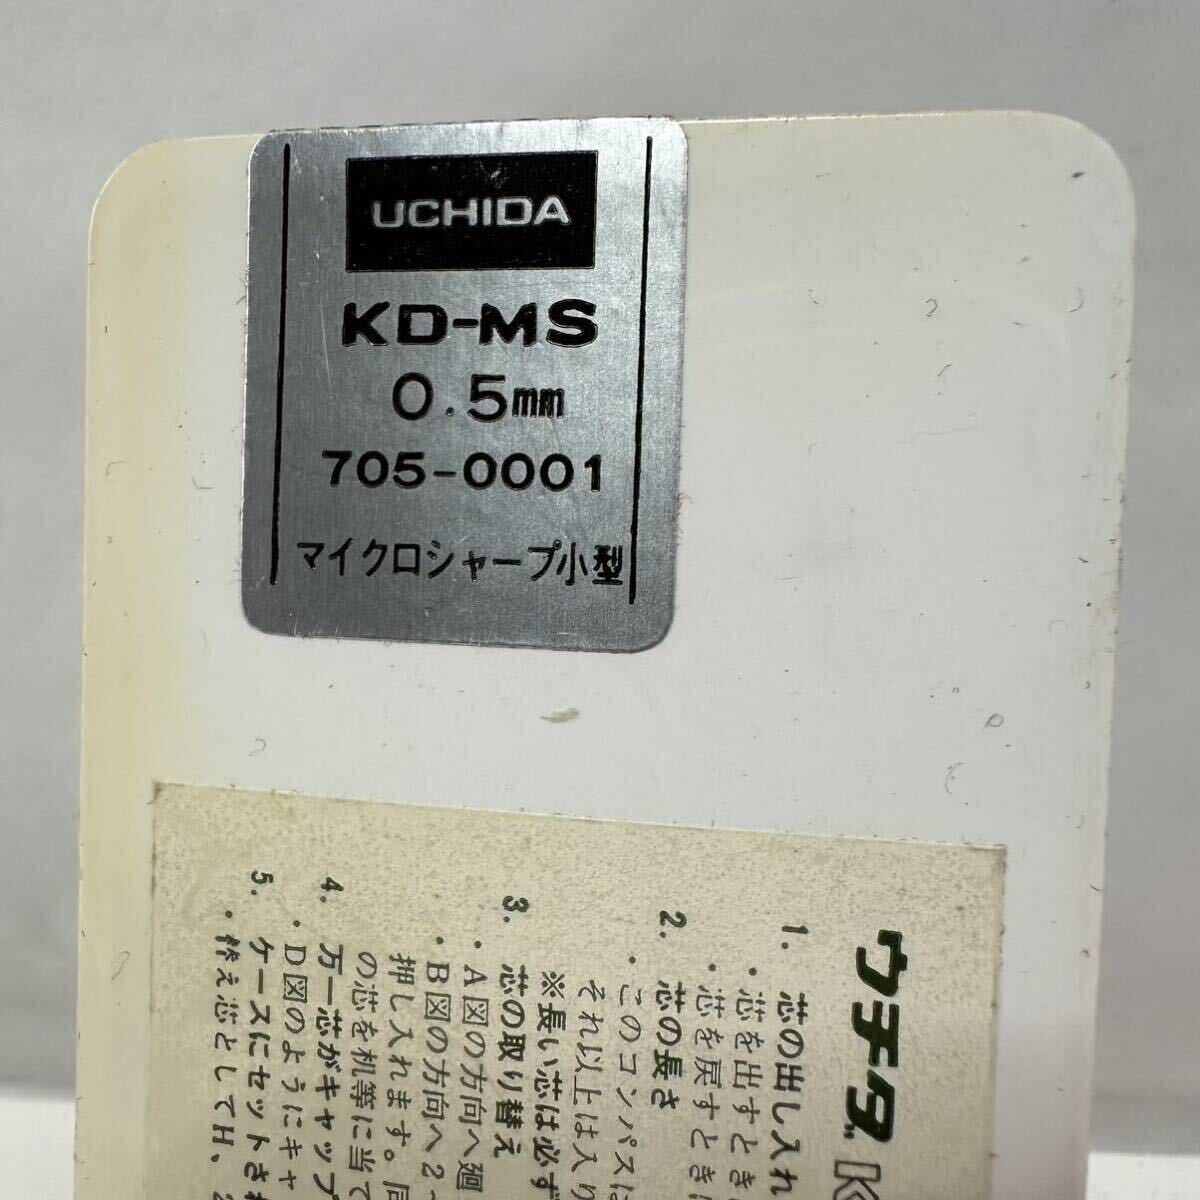 UCHIDA
KD-MS
0.5mm
705-0001
マイクロシャープ小型
ウチダ K
1. 芯の出し入れ
・芯を出すとき
・芯を戻すとき
2. 芯の長さ
・このコンパスに
それ以上は入り
※長い芯は必ず
3. 芯の取り替え
・A図の方向へ廻
・B図の方向へ2〜
押し入れます。同
の芯を机等に当て
4. 万一芯がキャップ
・D図のようにキャ
5. ケースにセットさ
・替え芯としてH、2